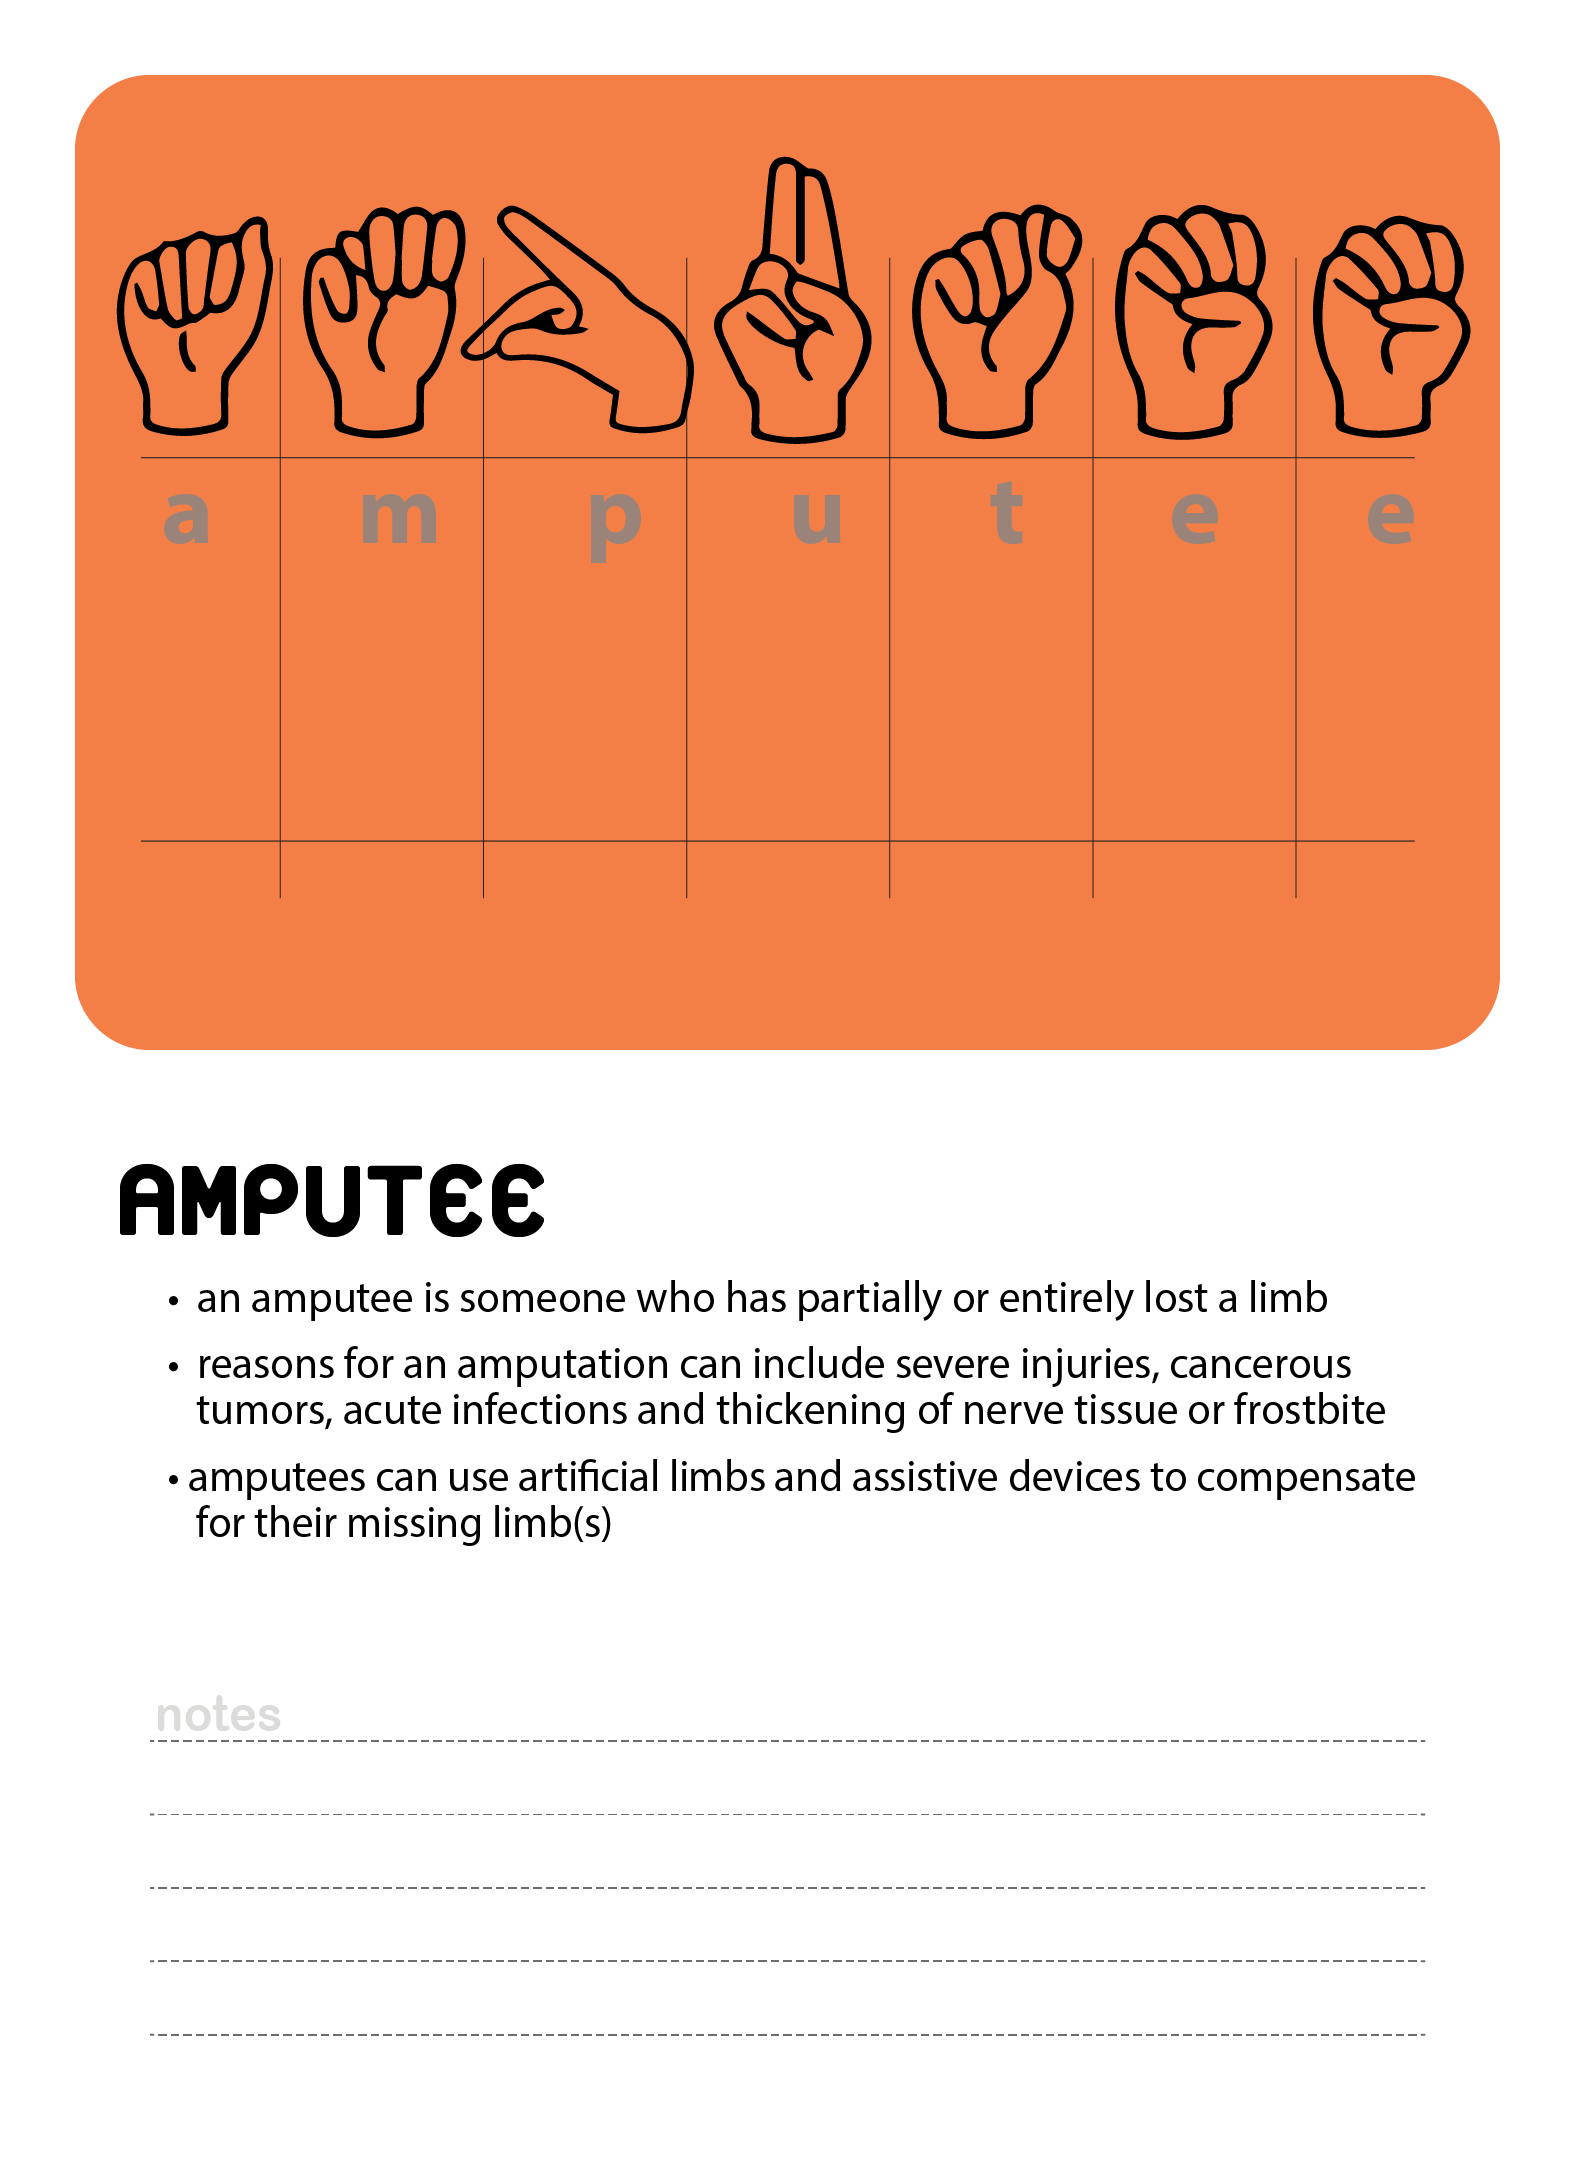 a m p u t e e
AMPUTEE
• an amputee is someone who has partially or entirely lost a limb
• reasons for an amputation can include severe injuries, cancerous
tumors, acute infections and thickening of nerve tissue or frostbite
• amputees can use artificial limbs and assistive devices to compensate
for their missing limb(s)
notes